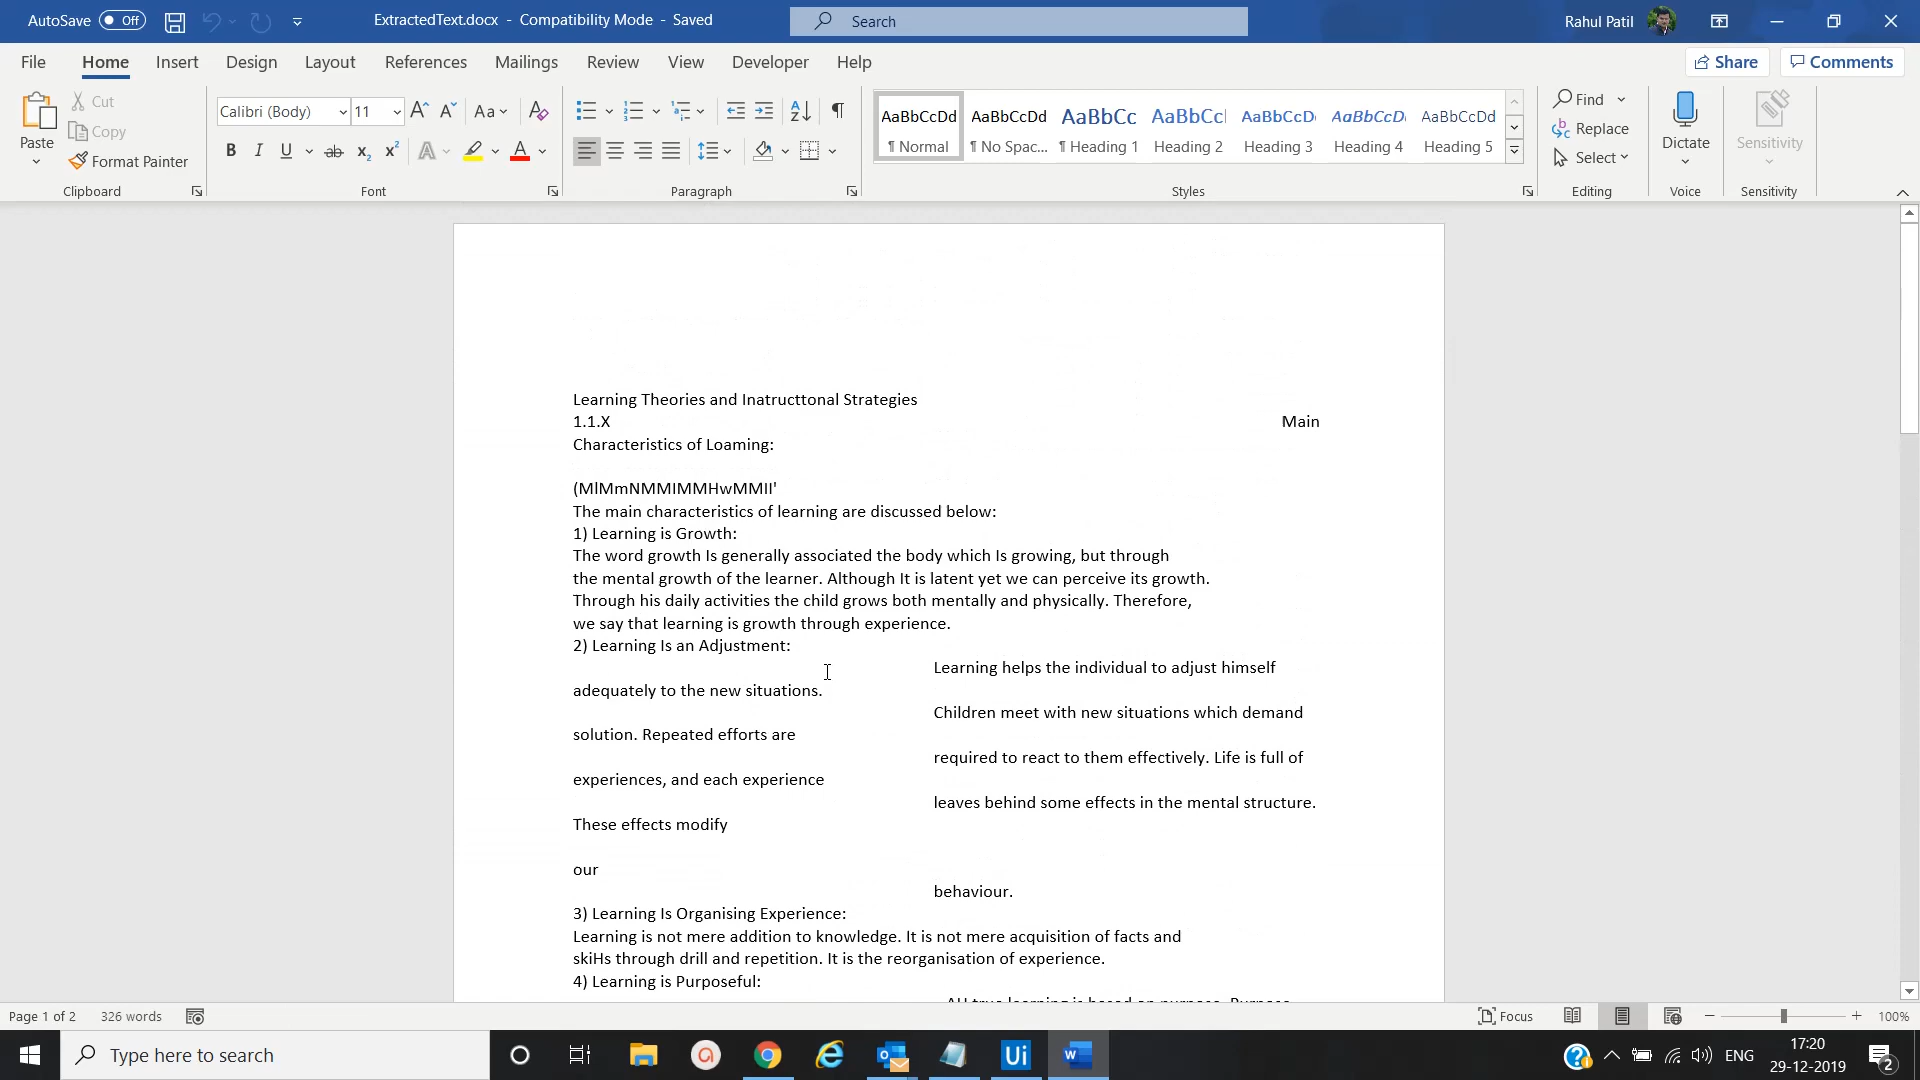 AutoSave Off ExtractedText.docx - Compatibility Mode - Saved Search Rahul Patil
File Home Insert Design Layout References Mailings Review View Developer Help Share Comments
Paste
Cut
Copy
Format Painter
Clipboard
Calibri (Body) 11
Font
Paragraph
AaBbCcDd AaBbCcDd AaBbCc AaBbCcI AaBbCcDi AaBbCcDi AaBbCcDd
¶ Normal ¶ No Spac... ¶ Heading 1 Heading 2 Heading 3 Heading 4 Heading 5
Styles
Find
Replace
Select
Editing
Dictate
Voice
Sensitivity
Sensitivity
Learning Theories and Inatructtonal Strategies
1.1.X Main
Characteristics of Loaming:
(MlMmNMMIMMHwMMII'
The main characteristics of learning are discussed below:
1) Learning is Growth:
The word growth Is generally associated the body which Is growing, but through
the mental growth of the learner. Although It is latent yet we can perceive its growth.
Through his daily activities the child grows both mentally and physically. Therefore,
we say that learning is growth through experience.
2) Learning Is an Adjustment:
Learning helps the individual to adjust himself
adequately to the new situations.
Children meet with new situations which demand
solution. Repeated efforts are
required to react to them effectively. Life is full of
experiences, and each experience
leaves behind some effects in the mental structure.
These effects modify
our
behaviour.
3) Learning Is Organising Experience:
Learning is not mere addition to knowledge. It is not mere acquisition of facts and
skiHs through drill and repetition. It is the reorganisation of experience.
4) Learning is Purposeful:
Page 1 of 2 326 words Focus 100%
Type here to search
ENG
17:20
29-12-2019
2